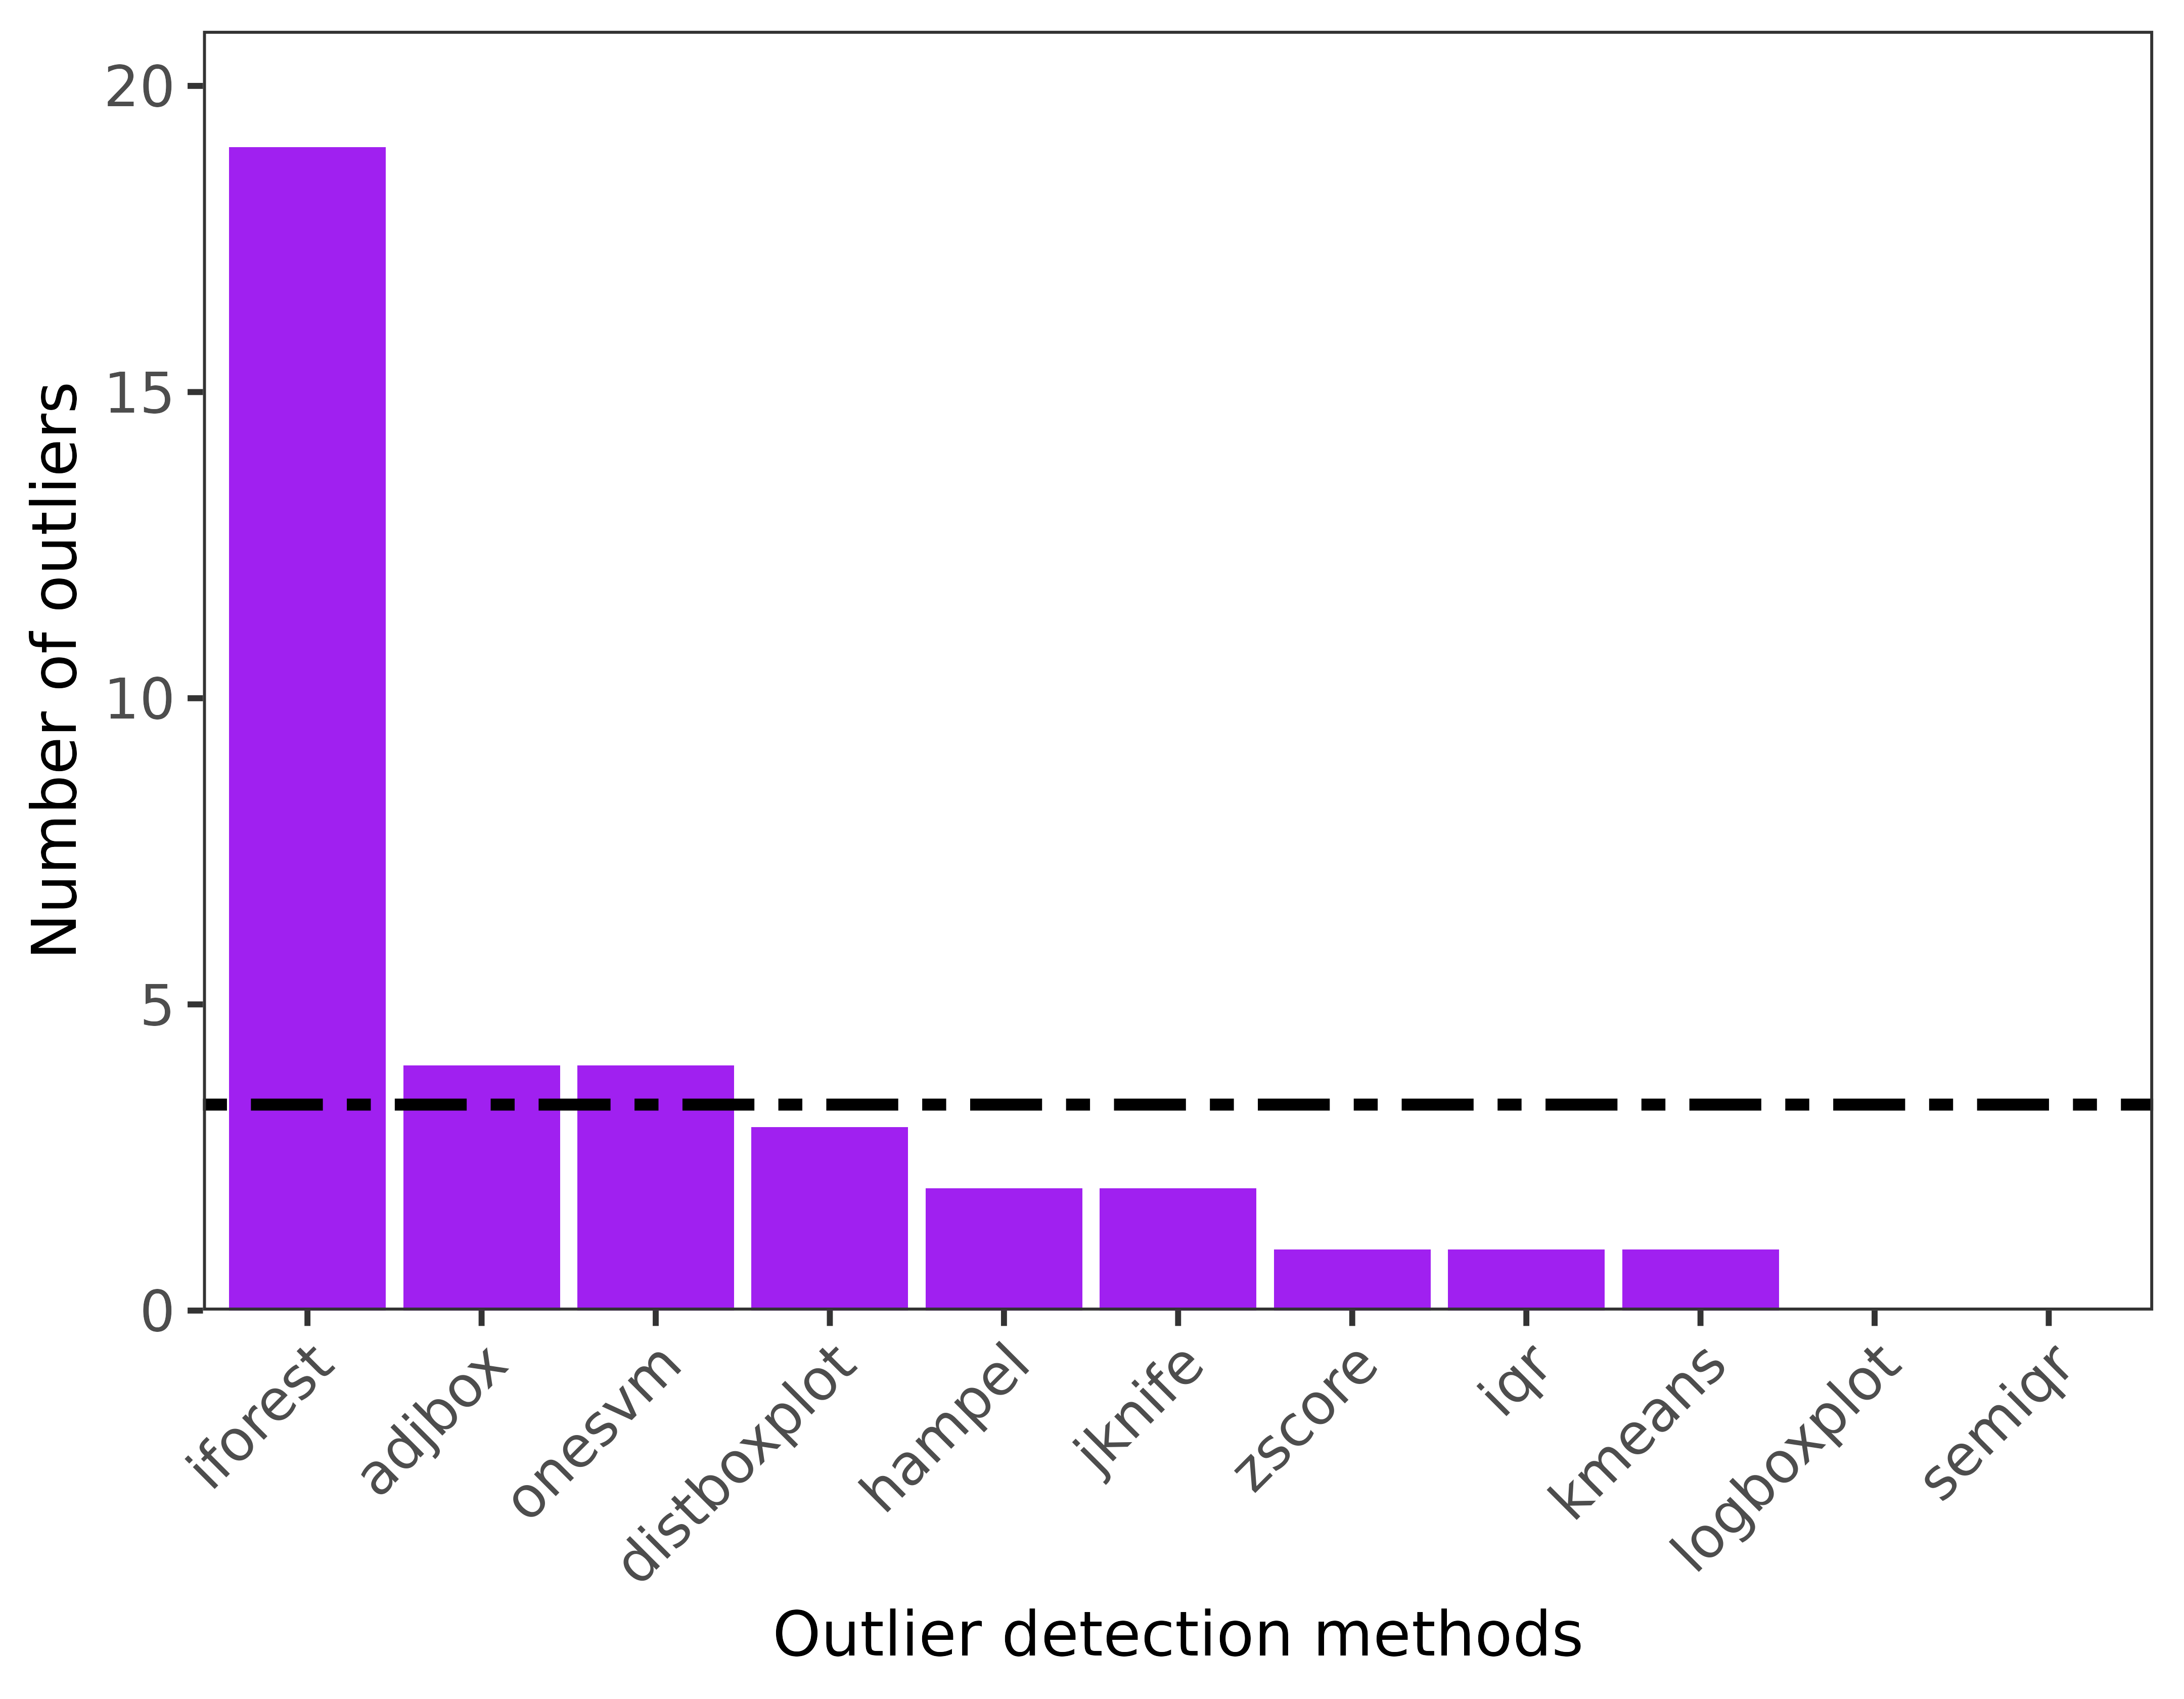 Number of outliers
20
15
10
5
0
iforest
adjbox
onesvm
distboxplot
hampel
jknife
zscore
iqr
kmeans
logboxplot
semiqr
Outlier detection methods